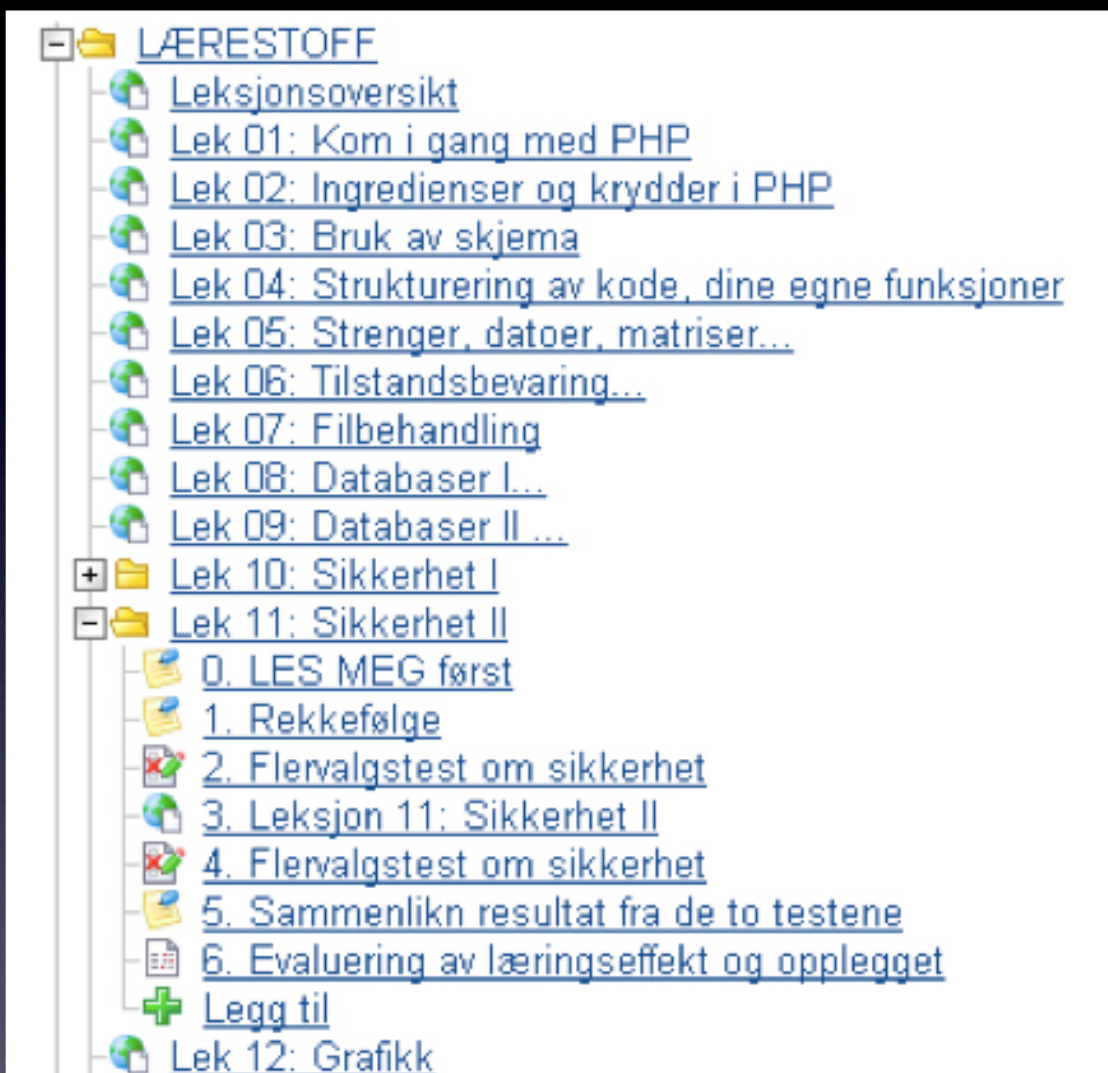 LÆRESTOFF
Leksjonsoversikt
Lek 01: Kom i gang med PHP
Lek 02: Ingredienser og krydder i PHP
Lek 03: Bruk av skjema
Lek 04: Strukturering av kode, dine egne funksjoner
Lek 05: Strenger, datoer, matriser...
Lek 06: Tilstandsbevaring...
Lek 07: Filbehandling
Lek 08: Databaser I...
Lek 09: Databaser II ...
Lek 10: Sikkerhet I
Lek 11: Sikkerhet II
0. LES MEG først
1. Rekkefølge
2. Flervalgstest om sikkerhet
3. Leksjon 11: Sikkerhet II
4. Flervalgstest om sikkerhet
5. Sammenlikn resultat fra de to testene
6. Evaluering av læringseffekt og opplegget
Legg til
Lek 12: Grafikk